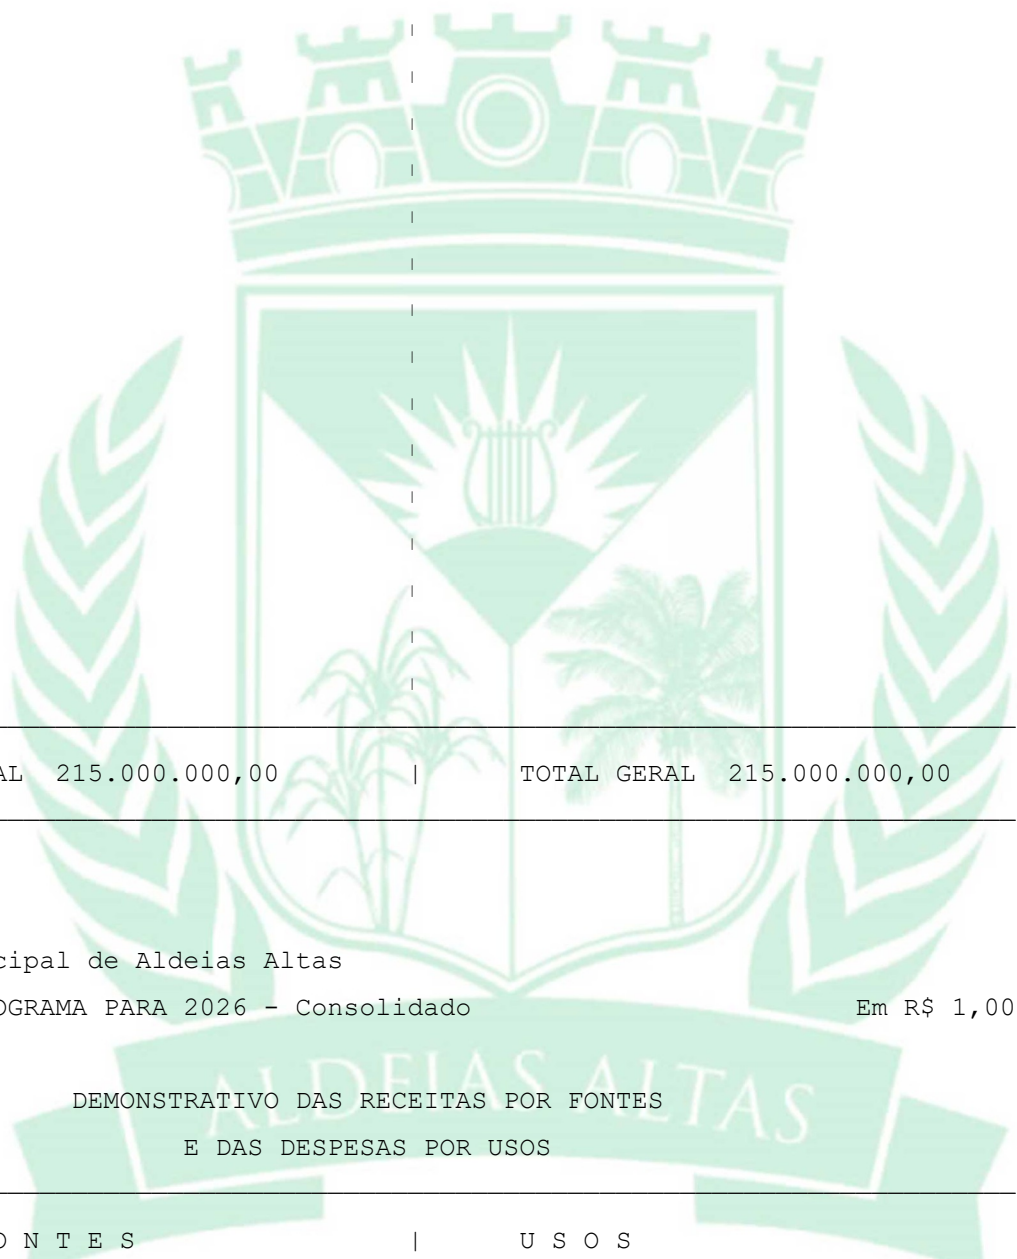 AL 215.000.000,00 | TOTAL GERAL 215.000.000,00
cipal de Aldeias Altas
OGRAMA PARA 2026 - Consolidado Em R$ 1,00
DEMONSTRATIVO DAS RECEITAS POR FONTES
E DAS DESPESAS POR USOS
ALDEIAS ALTAS
O N T E S | U S O S